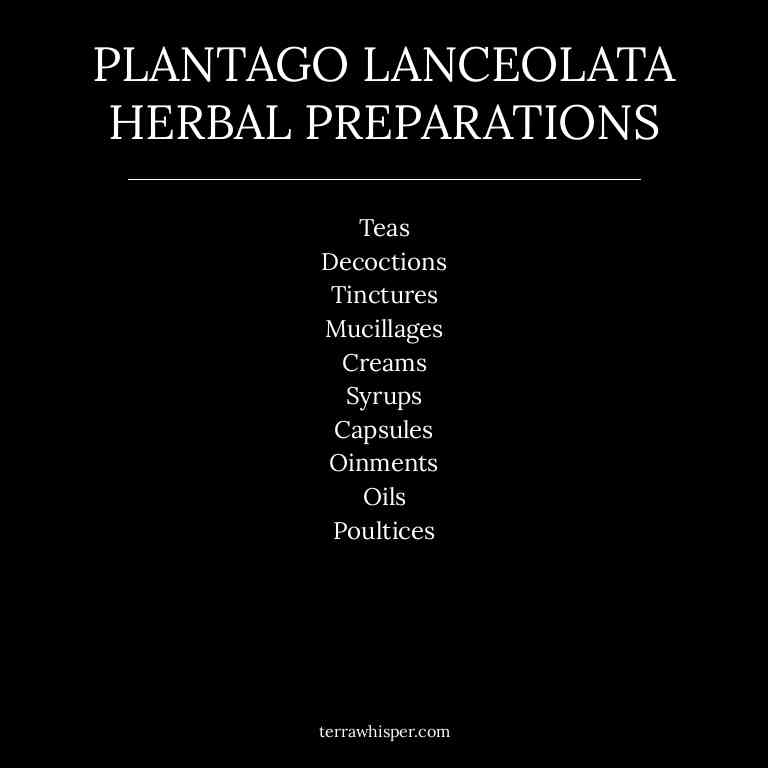 PLANTAGO LANCEOLATA
HERBAL PREPARATIONS
Teas
Decoctions
Tinctures
Mucillages
Creams
Syrups
Capsules
Oinments
Oils
Poultices
terrawhisper.com